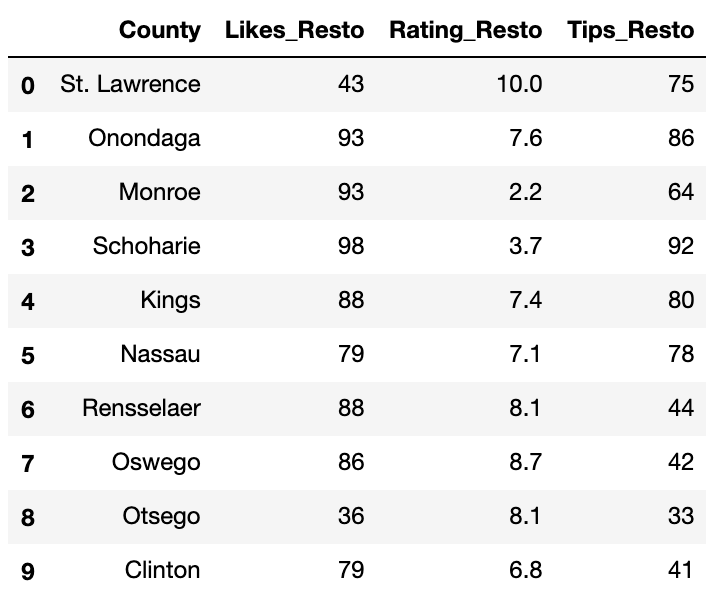 County Likes_Resto Rating_Resto Tips_Resto
0 St. Lawrence 43 10.0 75
1 Onondaga 93 7.6 86
2 Monroe 93 2.2 64
3 Schoharie 98 3.7 92
4 Kings 88 7.4 80
5 Nassau 79 7.1 78
6 Rensselaer 88 8.1 44
7 Oswego 86 8.7 42
8 Otsego 36 8.1 33
9 Clinton 79 6.8 41